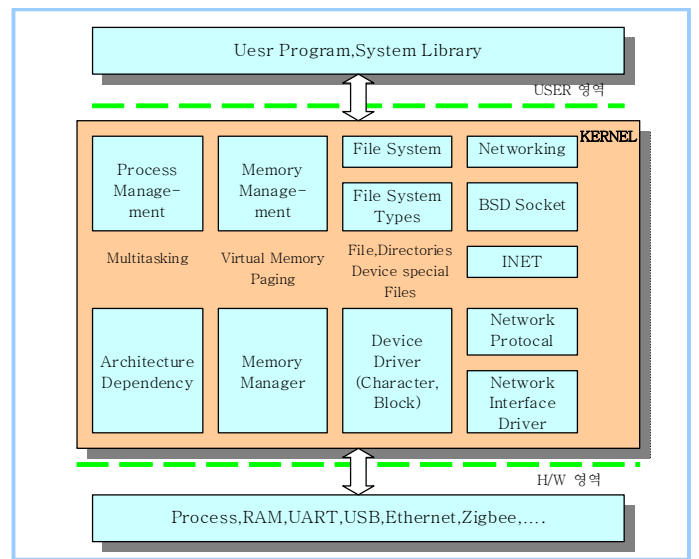 Uesr Program,System Library
USER 영역
KERNEL
Process
Manage-
ment
Memory
Manage-
ment
File System
Networking
File System
Types
BSD Socket
Multitasking
Virtual Memory
Paging
File,Directories
Device special
Files
INET
Architecture
Dependency
Memory
Manager
Device
Driver
(Character,
Block)
Network
Protocal
Network
Interface
Driver
H/W 영역
Process,RAM,UART,USB,Ethernet,Zigbee,....